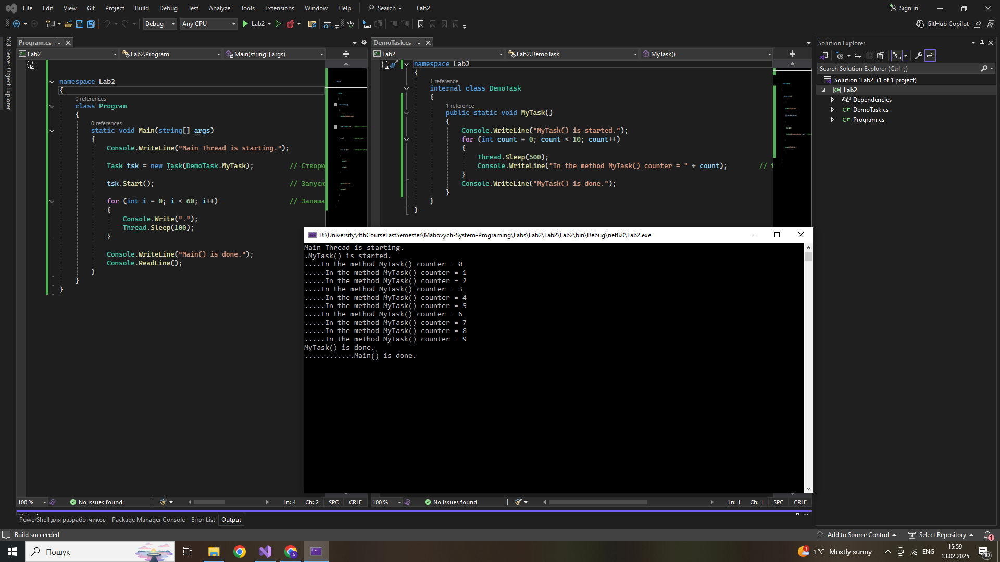 File Edit View Git Project Build Debug Test Analyze Tools Extensions Window Help Search Lab2 Sign in
Debug Any CPU Lab2 GitHub Copilot
SQL Server Object Explorer
Program.cs
Lab2 Lab2.Program Main(string[] args)
namespace Lab2
{
0 references
class Program
{
0 references
static void Main(string[] args)
{
Console.WriteLine("Main Thread is starting.");
Task tsk = new Task(DemoTask.MyTask); // Створю
tsk.Start(); // Запуск
for (int i = 0; i < 60; i++) // Залиша
{
Console.Write(".");
Thread.Sleep(100);
}
Console.WriteLine("Main() is done.");
Console.ReadLine();
}
}
}
100 % No issues found Ln: 4 Ch: 2 SPC CRLF
DemoTask.cs
Lab2 Lab2.DemoTask MyTask()
namespace Lab2
{
1 reference
internal class DemoTask
{
1 reference
public static void MyTask()
{
Console.WriteLine("MyTask() is started.");
for (int count = 0; count < 10; count++)
{
Thread.Sleep(500);
Console.WriteLine("In the method MyTask() counter = " + count); //
}
Console.WriteLine("MyTask() is done.");
}
}
}
D:\University\4thCourseLastSemester\Mahovych-System-Programing\Labs\Lab2\Lab2\Lab2\bin\Debug\net8.0\Lab2.exe
Main Thread is starting.
.MyTask() is started.
....In the method MyTask() counter = 0
.....In the method MyTask() counter = 1
.....In the method MyTask() counter = 2
....In the method MyTask() counter = 3
.....In the method MyTask() counter = 4
.....In the method MyTask() counter = 5
....In the method MyTask() counter = 6
.....In the method MyTask() counter = 7
.....In the method MyTask() counter = 8
.....In the method MyTask() counter = 9
MyTask() is done.
............Main() is done.
100 % No issues found Ln: 1 Ch: 1 SPC CRLF
Solution Explorer
Search Solution Explorer (Ctrl+;)
Solution 'Lab2' (1 of 1 project)
Lab2
Dependencies
C# DemoTask.cs
C# Program.cs
PowerShell для разработчиков Package Manager Console Error List Output
Build succeeded Add to Source Control Select Repository 1
Пошук 1 1°C Mostly sunny ENG 15:59
13.02.2025 10